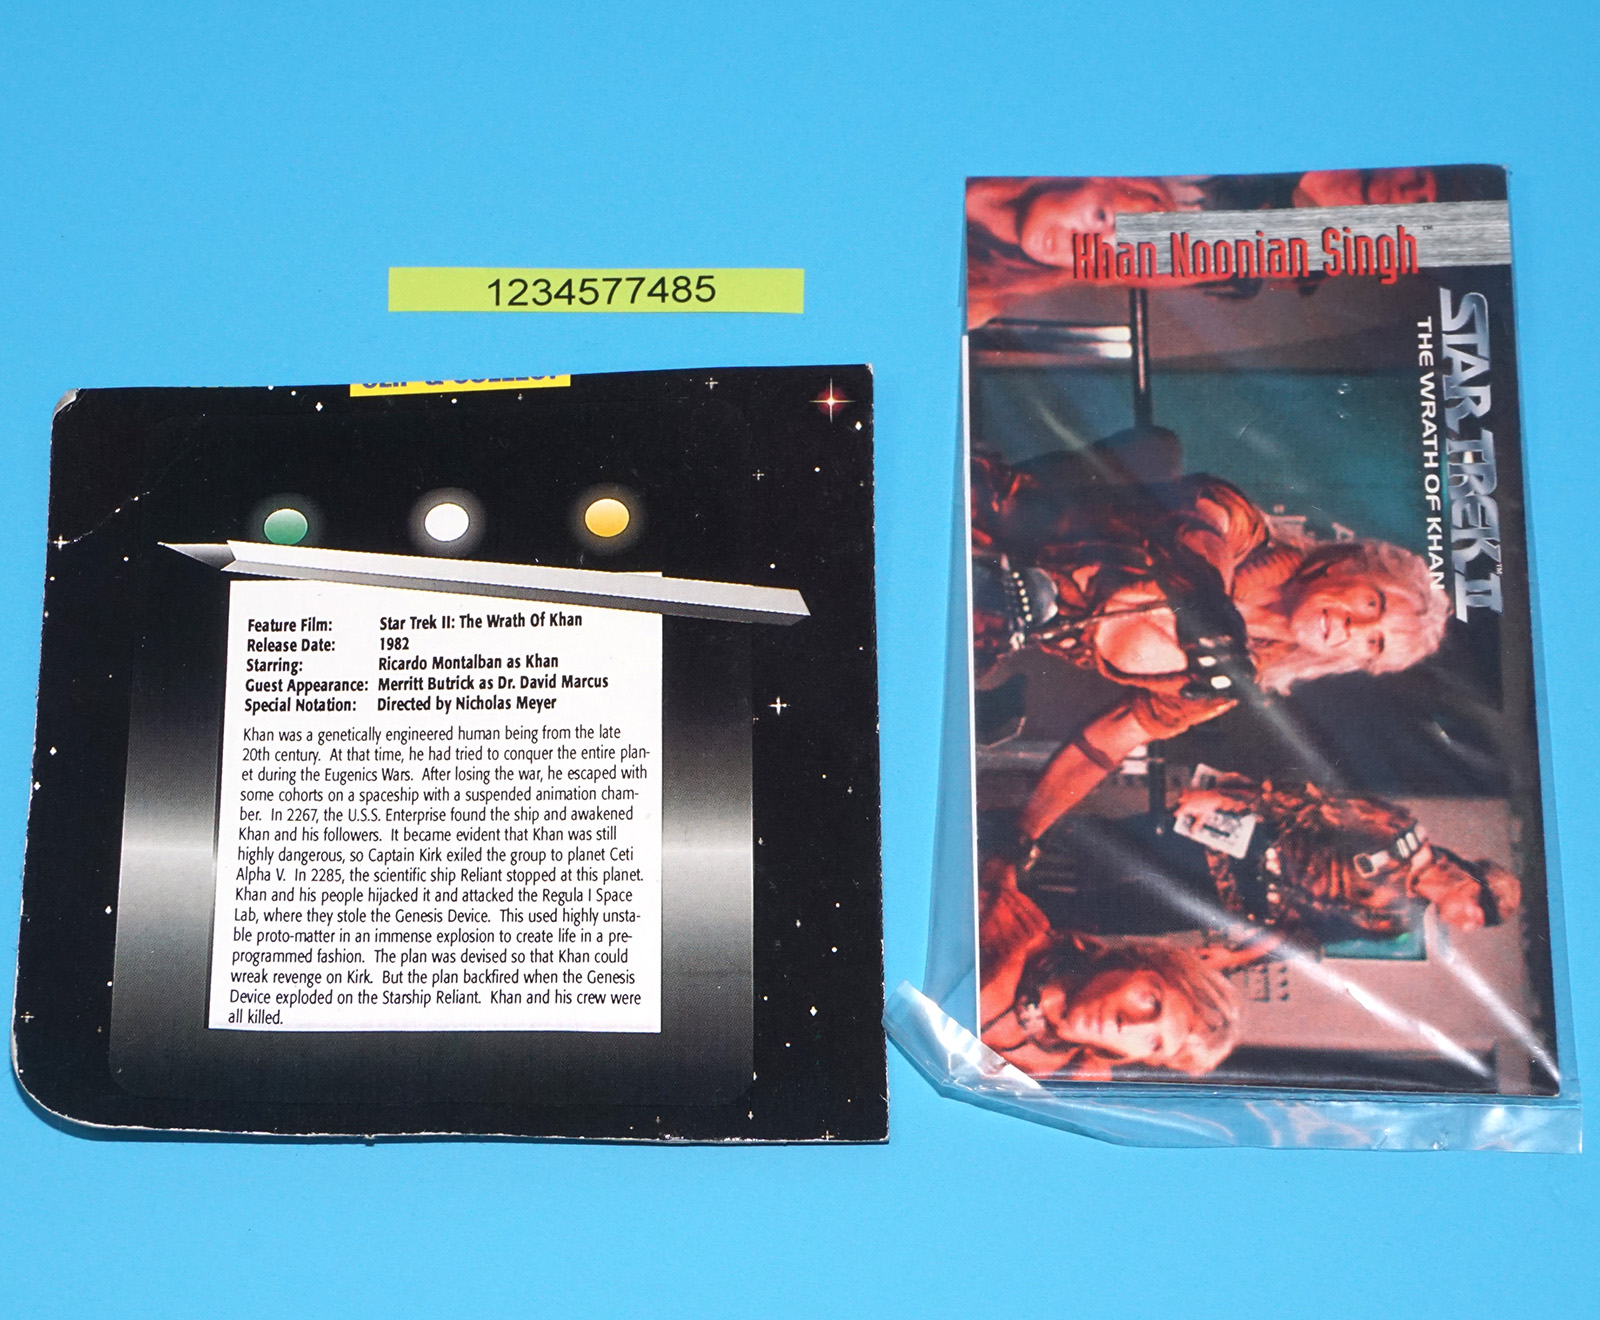 1234577485
CLIP & COLLECT
Feature Film: Star Trek II: The Wrath Of Khan
Release Date: 1982
Starring: Ricardo Montalban as Khan
Guest Appearance: Merritt Butrick as Dr. David Marcus
Special Notation: Directed by Nicholas Meyer
Khan was a genetically engineered human being from the late
20th century. At that time, he had tried to conquer the entire plan-
et during the Eugenics Wars. After losing the war, he escaped with
some cohorts on a spaceship with a suspended animation cham-
ber. In 2267, the U.S.S. Enterprise found the ship and awakened
Khan and his followers. It became evident that Khan was still
highly dangerous, so Captain Kirk exiled the group to planet Ceti
Alpha V. In 2285, the scientific ship Reliant stopped at this planet.
Khan and his people hijacked it and attacked the Regula I Space
Lab, where they stole the Genesis Device. This used highly unsta-
ble proto-matter in an immense explosion to create life in a pre-
programmed fashion. The plan was devised so that Khan could
wreak revenge on Kirk. But the plan backfired when the Genesis
Device exploded on the Starship Reliant. Khan and his crew were
all killed.
Khan Noonian Singh™
STAR TREK II™
THE WRATH OF KHAN